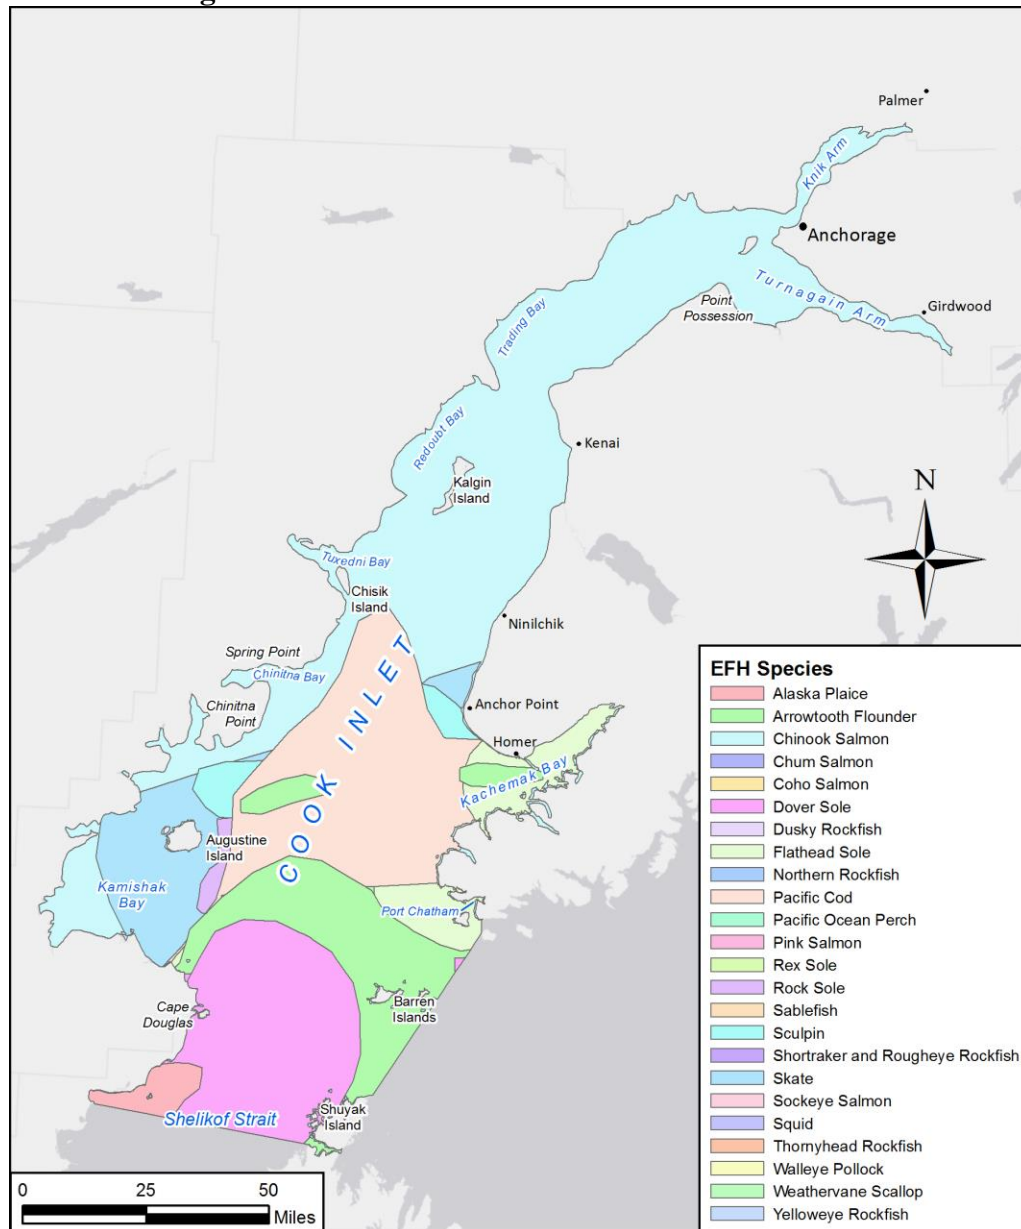 Palmer
Knik Arm
Anchorage
Turnagain Arm
Girdwood
Point
Possession
Trading Bay
Redoubt Bay
Kenai
Kalgin
Island
N
Tuxedni Bay
Chisik
Island
Ninilchik
Spring Point
Chinitna Bay
Chinitna
Point
COOK INLET
Anchor Point
Homer
Kachemak Bay
Augustine
Island
Kamishak
Bay
Port Chatham
Barren
Islands
Cape
Douglas
Shelikof Strait
Shuyak
Island
EFH Species
Alaska Plaice
Arrowtooth Flounder
Chinook Salmon
Chum Salmon
Coho Salmon
Dover Sole
Dusky Rockfish
Flathead Sole
Northern Rockfish
Pacific Cod
Pacific Ocean Perch
Pink Salmon
Rex Sole
Rock Sole
Sablefish
Sculpin
Shortraker and Rougheye Rockfish
Skate
Sockeye Salmon
Squid
Thornyhead Rockfish
Walleye Pollock
Weathervane Scallop
Yelloweye Rockfish
0 25 50
Miles